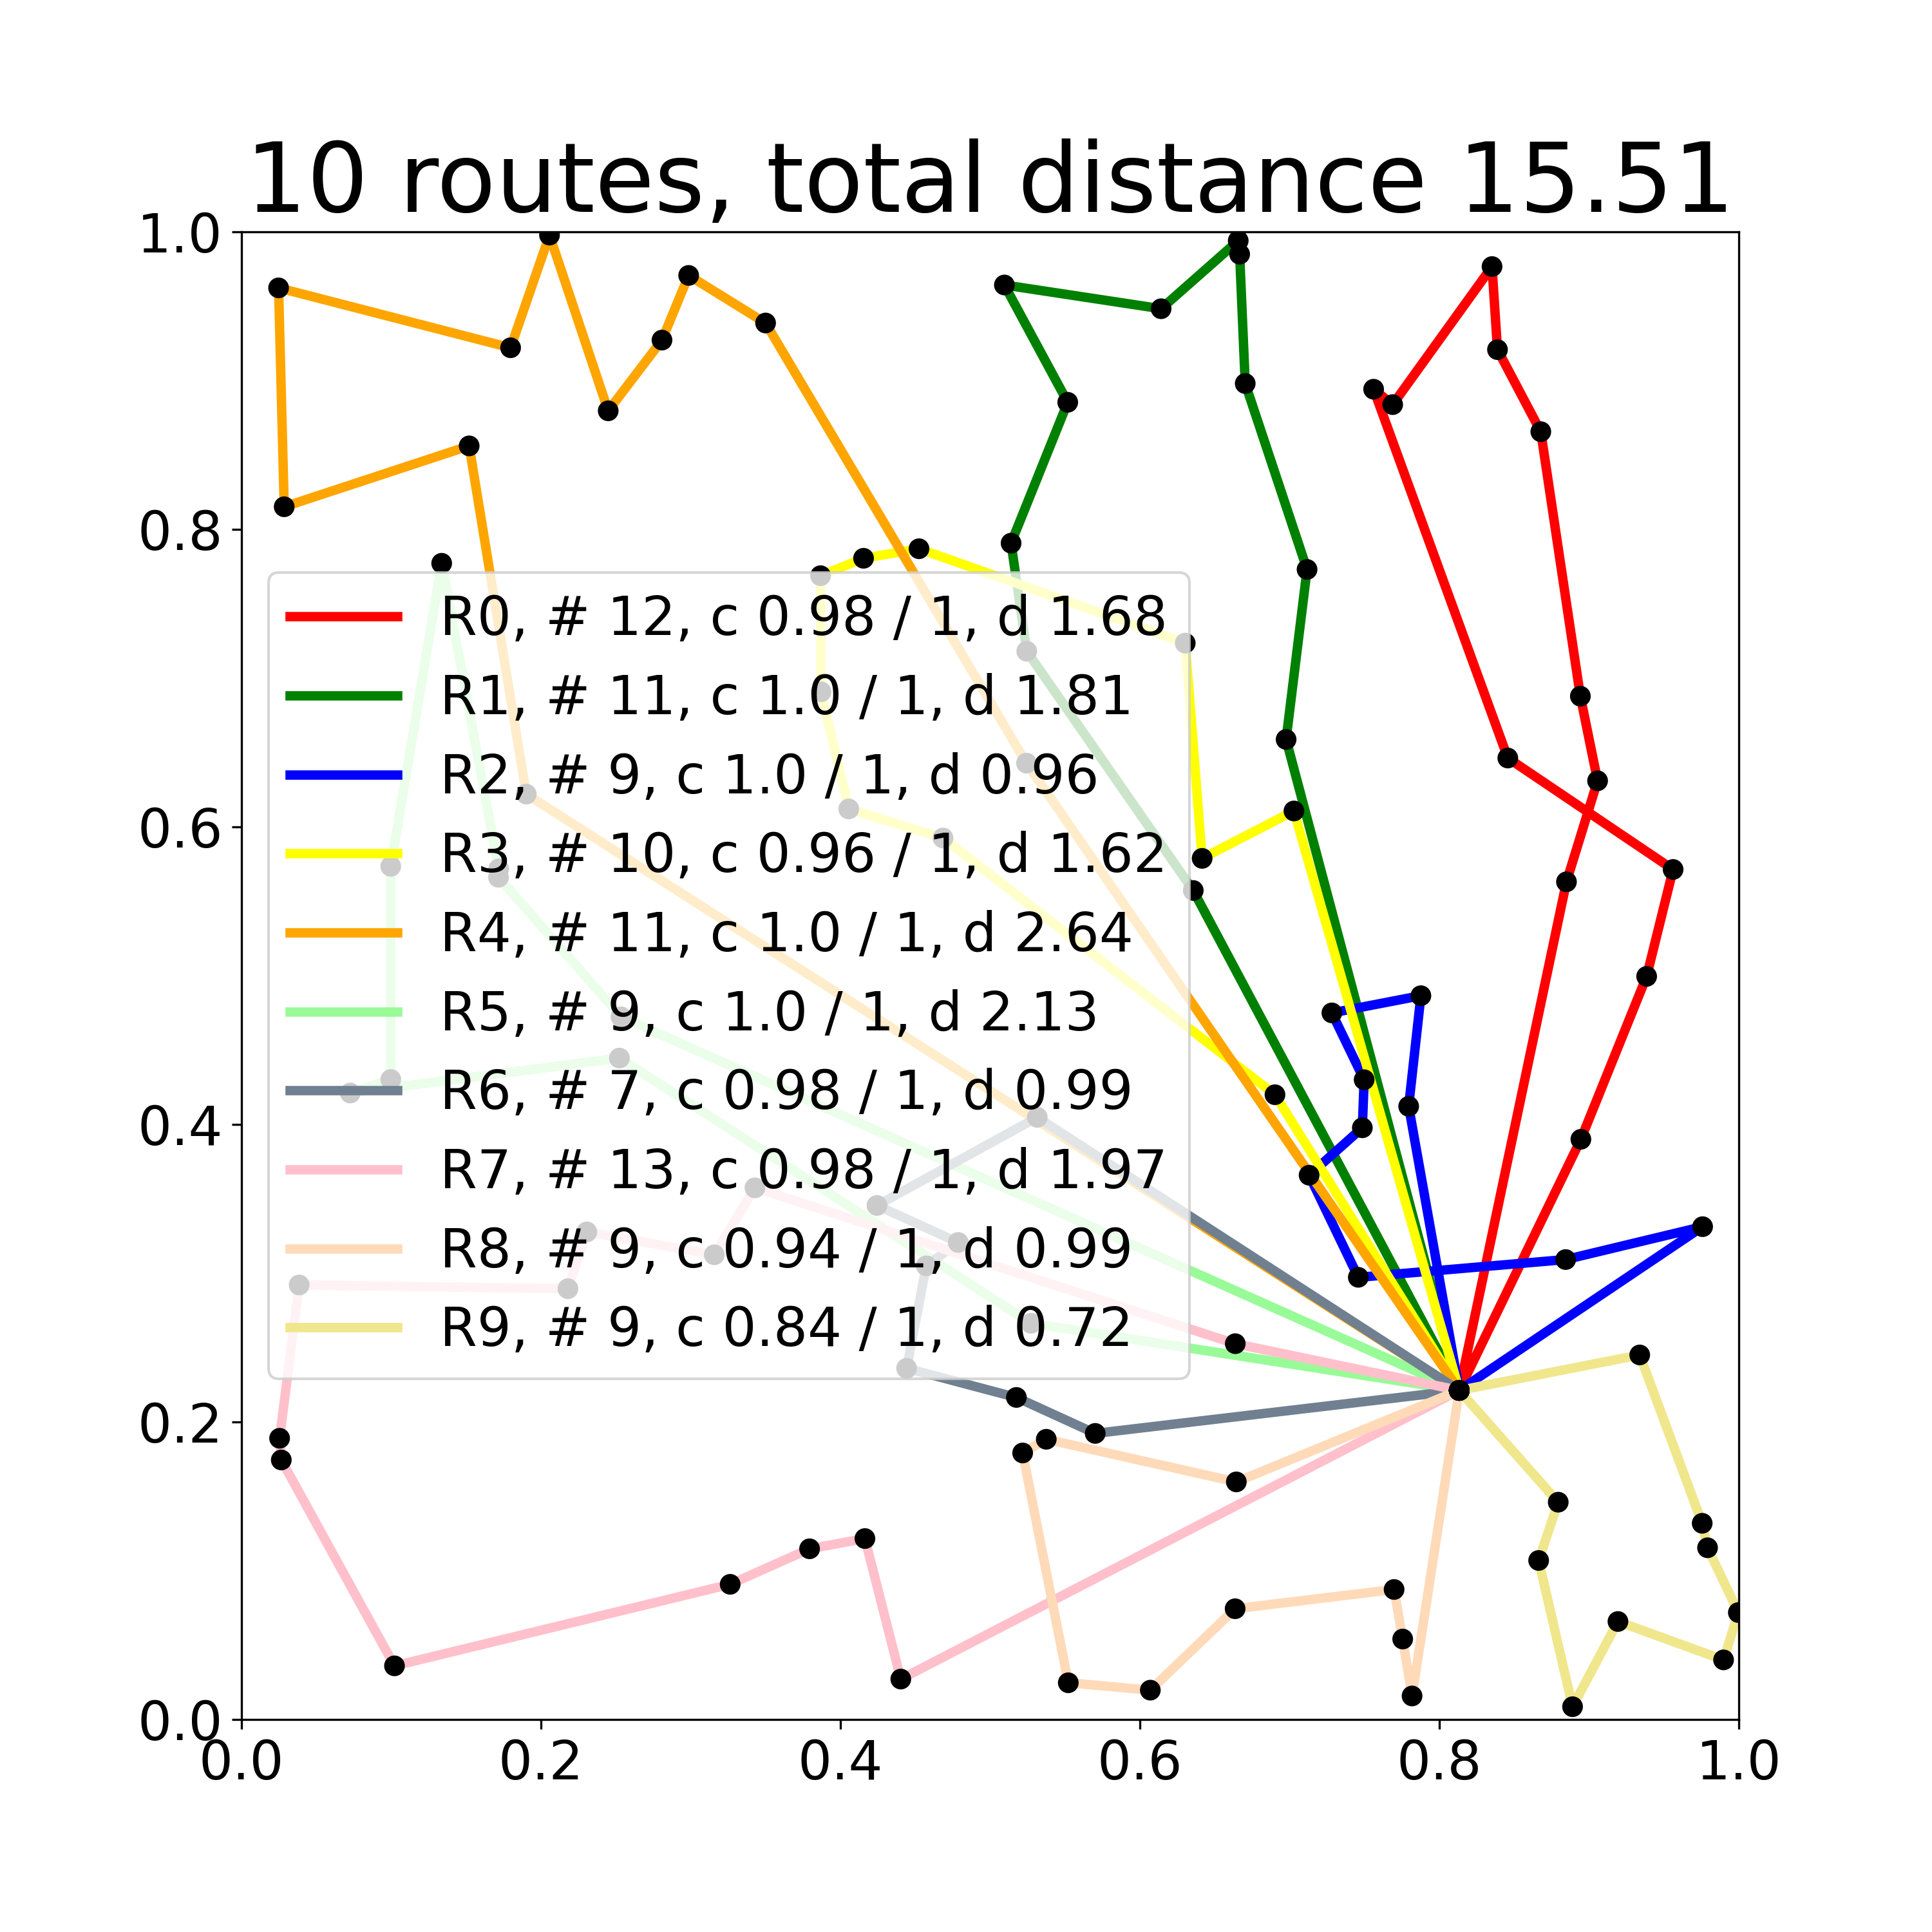 10 routes, total distance 15.51
1.0
0.8
0.6
0.4
0.2
0.0
R0, # 12, c 0.98 / 1, d 1.68
R1, # 11, c 1.0 / 1, d 1.81
R2, # 9, c 1.0 / 1, d 0.96
R3, # 10, c 0.96 / 1, d 1.62
R4, # 11, c 1.0 / 1, d 2.64
R5, # 9, c 1.0 / 1, d 2.13
R6, # 7, c 0.98 / 1, d 0.99
R7, # 13, c 0.98 / 1, d 1.97
R8, # 9, c 0.94 / 1, d 0.99
R9, # 9, c 0.84 / 1, d 0.72
0.0 0.2 0.4 0.6 0.8 1.0